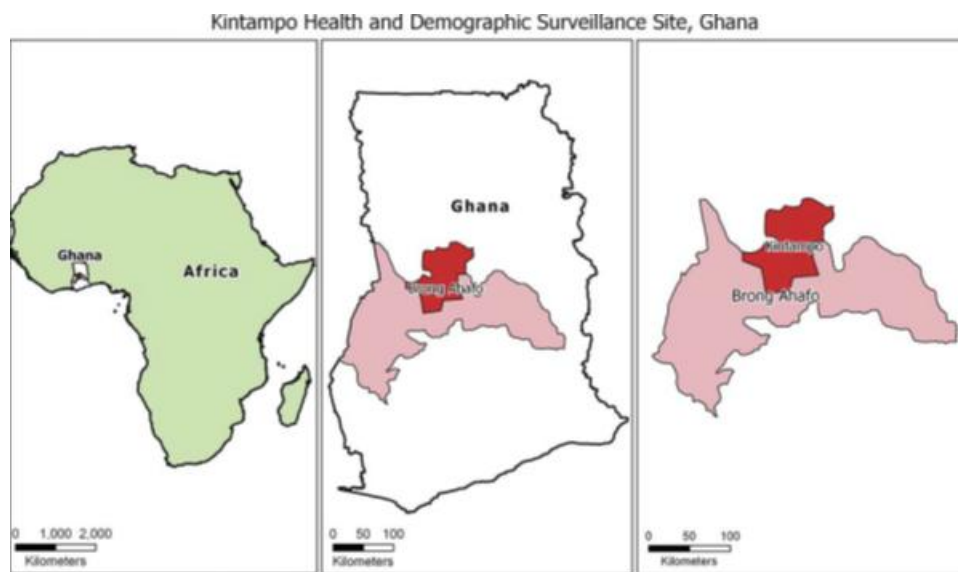 Kintampo Health and Demographic Surveillance Site, Ghana
Ghana
Africa
0 1,000 2,000
Kilometers
Ghana
Brong Ahafo
0 50 100
Kilometers
Kintampo
Brong Ahafo
0 50 100
Kilometers